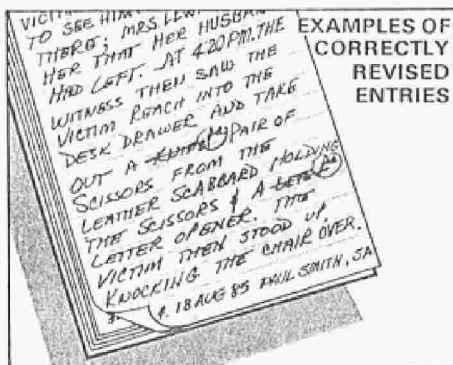 EXAMPLES OF
CORRECTLY
REVISED
ENTRIES
TO SEE HIM
THERE; MRS. LEW
HER THAT HER HUSBAN
HAD LEFT. AT 4:20 PM. THE
WITNESS THEN SAW THE
VICTIM REACH INTO THE
DESK DRAWER AND TAKE
OUT A PAIR OF
SCISSORS FROM THE
LEATHER SCABBARD HOLDING
THE SCISSORS & A
LETTER OPENER. THE
VICTIM THEN STOOD UP,
KNOCKING THE CHAIR OVER.
18 AUG 85 PAUL SMITH, SA